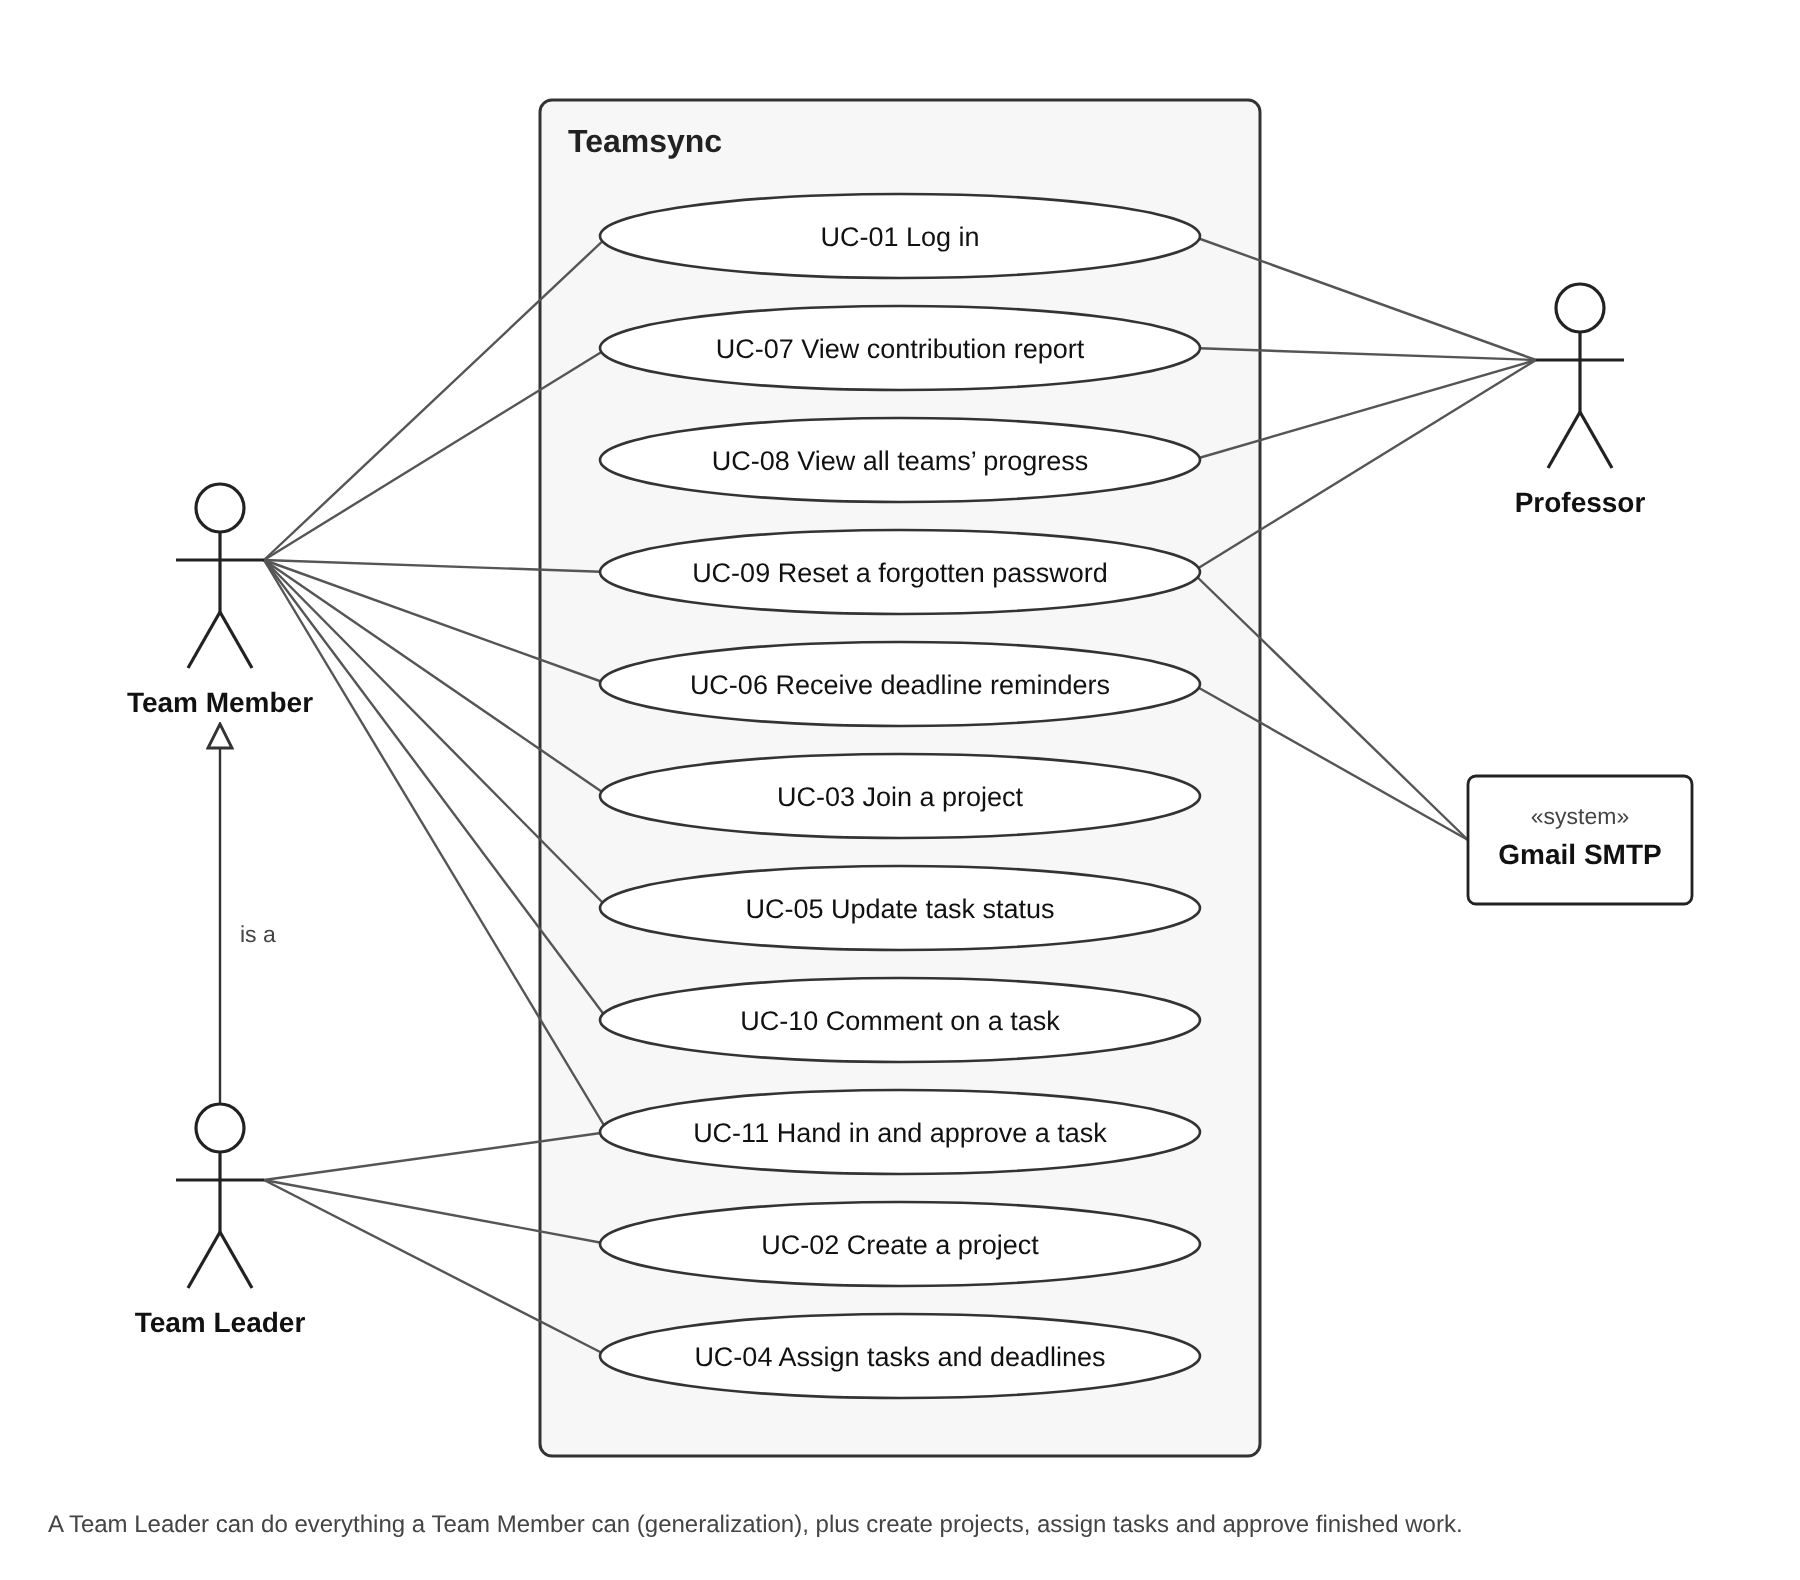 Teamsync
UC-01 Log in
UC-07 View contribution report
UC-08 View all teams’ progress
UC-09 Reset a forgotten password
UC-06 Receive deadline reminders
UC-03 Join a project
UC-05 Update task status
UC-10 Comment on a task
UC-11 Hand in and approve a task
UC-02 Create a project
UC-04 Assign tasks and deadlines
Team Member
is a
Team Leader
Professor
«system»
Gmail SMTP
A Team Leader can do everything a Team Member can (generalization), plus create projects, assign tasks and approve finished work.